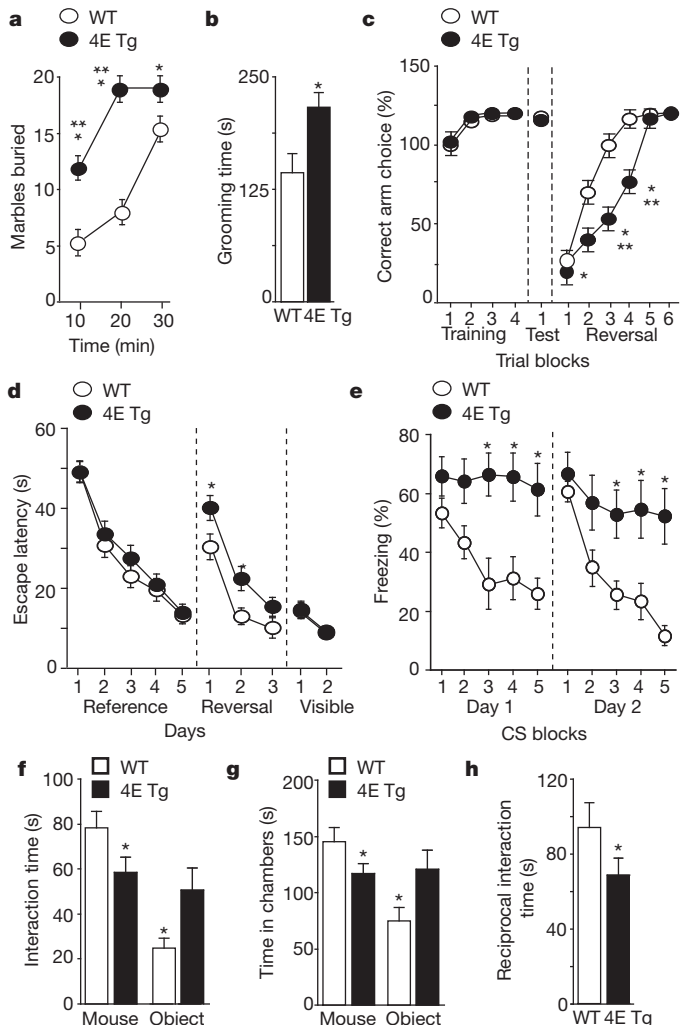 a
WT
4E Tg
Marbles buried
20
15
10
5
0
** *
** *
*
10 20 30
Time (min)
b
Grooming time (s)
250
125
0
*
WT 4E Tg
c
WT
4E Tg
Correct arm choice (%)
150
100
50
0
*
* **
* **
1 2 3 4 1 1 2 3 4 5 6
Training Test Reversal
Trial blocks
d
WT
4E Tg
Escape latency (s)
60
40
20
0
*
*
1 2 3 4 5 1 2 3 1 2
Reference Reversal Visible
Days
e
WT
4E Tg
Freezing (%)
80
60
40
20
0
* * *
* * *
1 2 3 4 5 1 2 3 4 5
Day 1 Day 2
CS blocks
f
WT
4E Tg
Interaction time (s)
100
80
60
40
20
0
*
*
Mouse Object
g
WT
4E Tg
Time in chambers (s)
200
150
100
50
0
*
*
Mouse Object
h
Reciprocal interaction
time (s)
120
80
40
0
*
WT 4E Tg